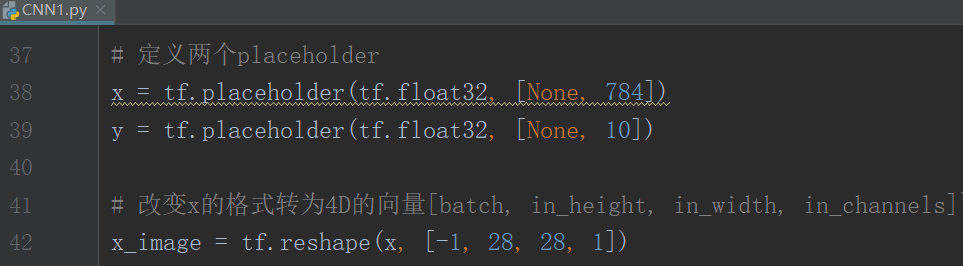 CNN1.py
37 # 定义两个placeholder
38 x = tf.placeholder(tf.float32, [None, 784])
39 y = tf.placeholder(tf.float32, [None, 10])
40
41 # 改变x的格式转为4D的向量[batch, in_height, in_width, in_channels]
42 x_image = tf.reshape(x, [-1, 28, 28, 1])